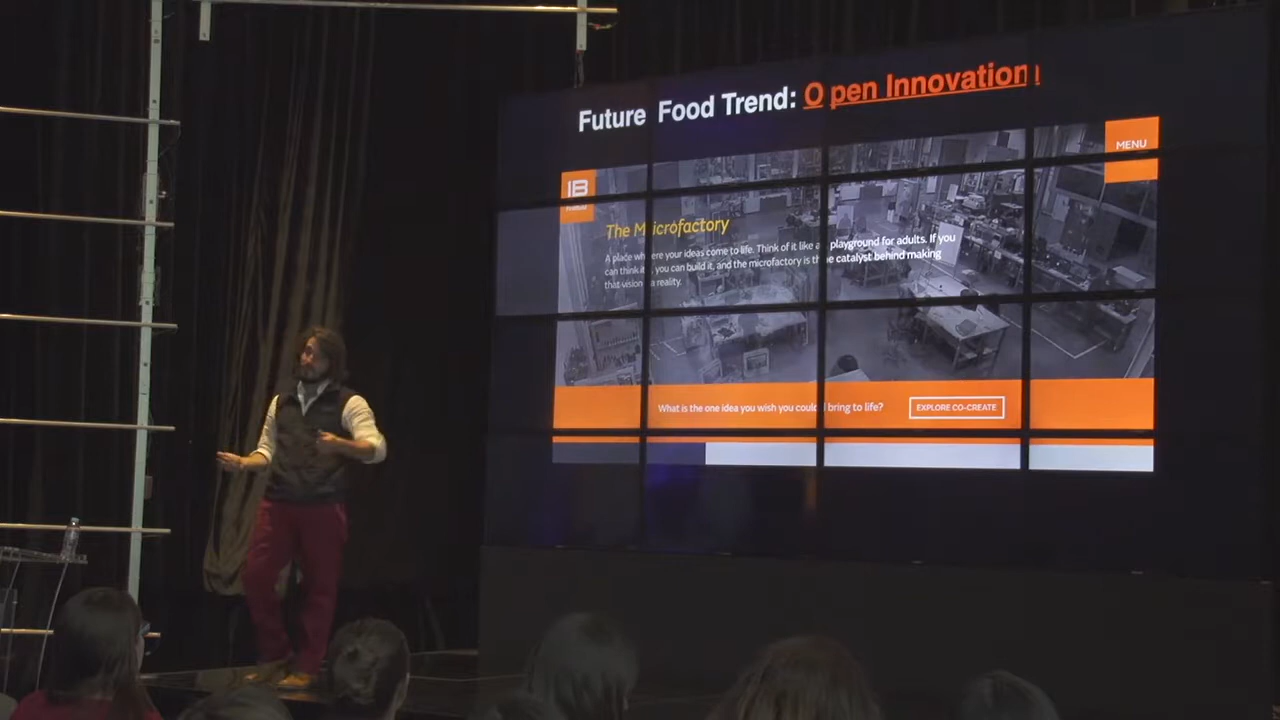 Future Food Trend: Open Innovation
MENU
IB
The Microfactory
A place where your ideas come to life. Think of it like a playground for adults. If you
can think it, you can build it, and the microfactory is the catalyst behind making
that vision a reality.
What is the one idea you wish you could bring to life?
EXPLORE CO-CREATE